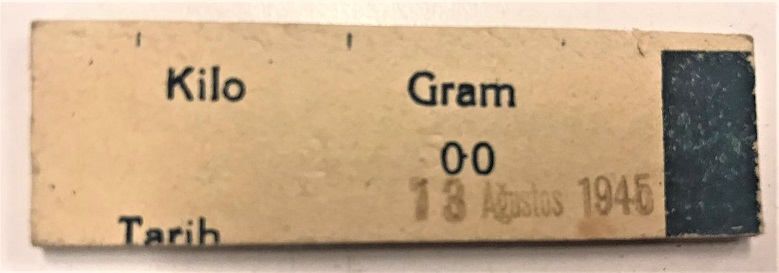 Kilo Gram
00
13 Ağustos 1945
Tarih